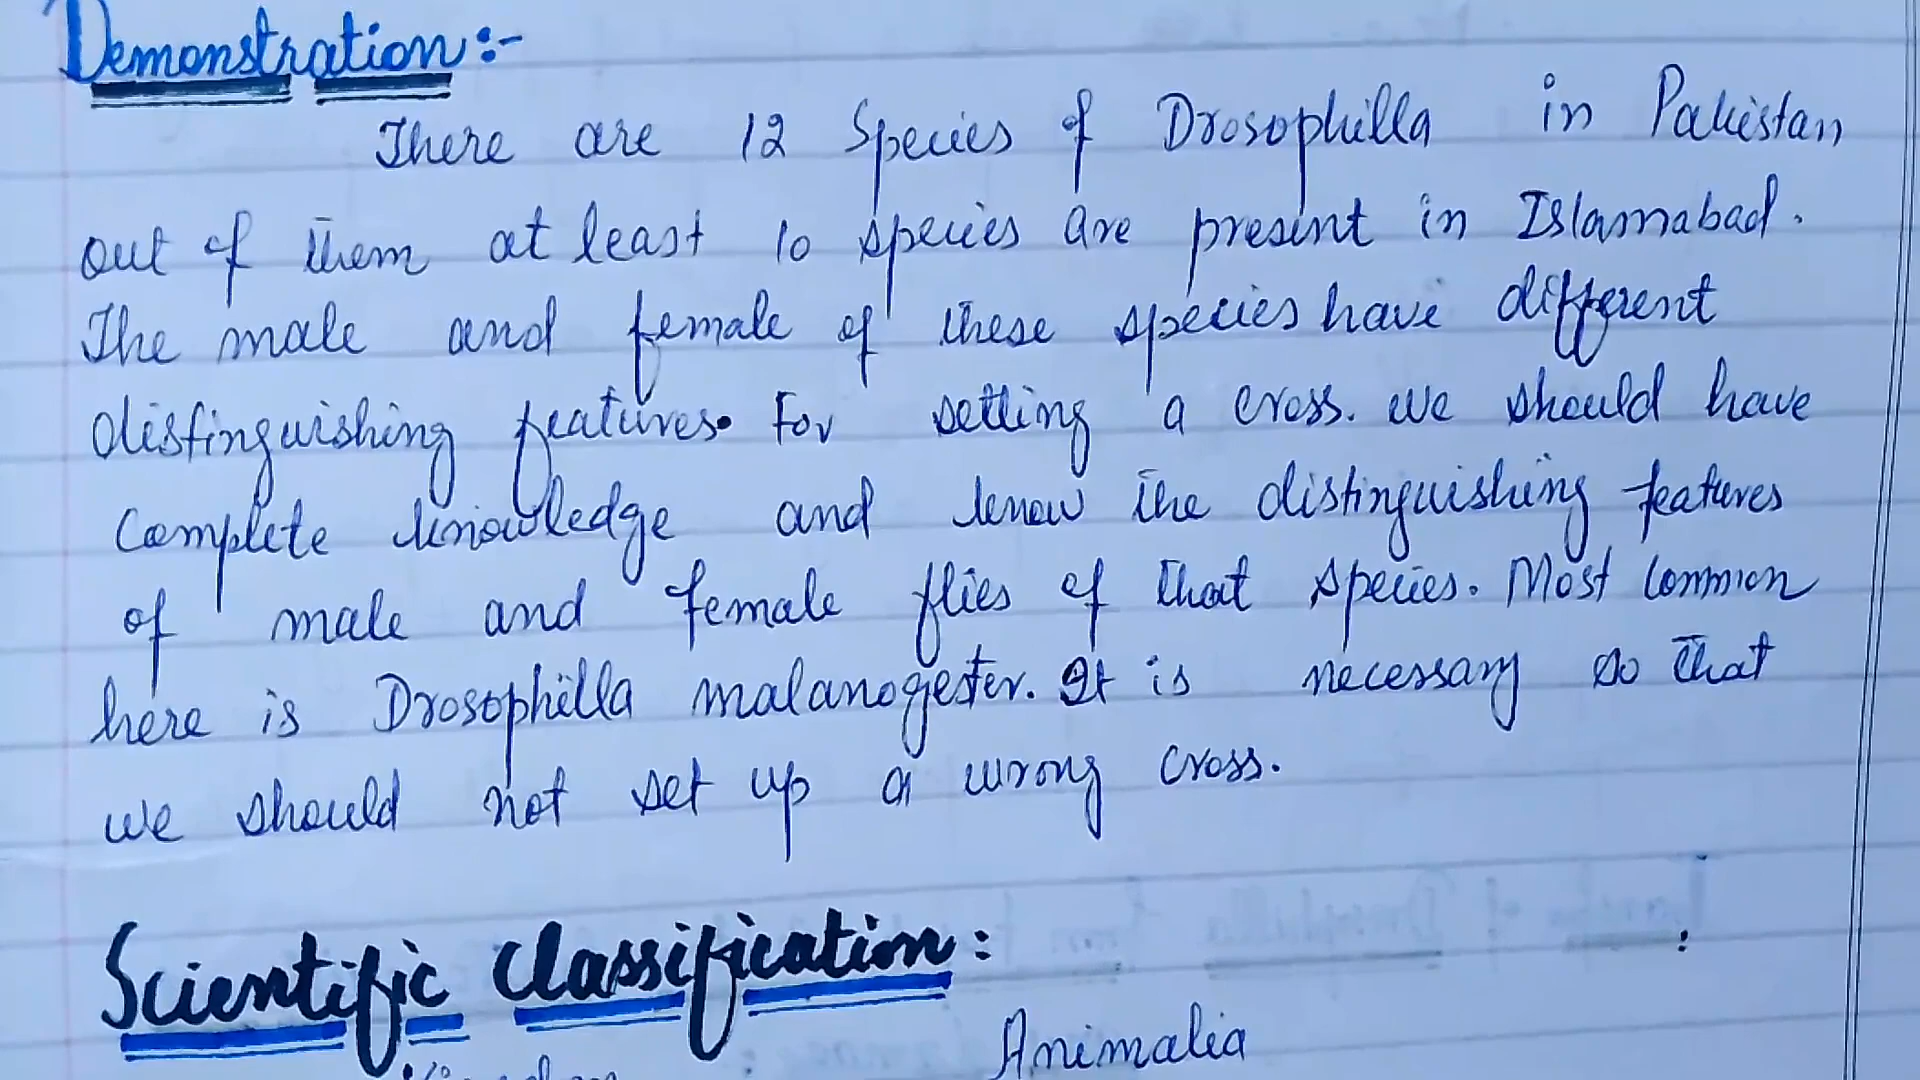 Demonstration:-
There are 12 Species of Drosophilla in Pakistan
out of them at least 10 species are present in Islamabad.
The male and female of these species have different
distinguishing features. For setting a cross. we should have
complete knowledge and know the distinguishing features
of male and female flies of that species. Most common
here is Drosophilla malanogester. It is necessary so that
we should not set up a wrong cross.
Scientific Classification:
Animalia